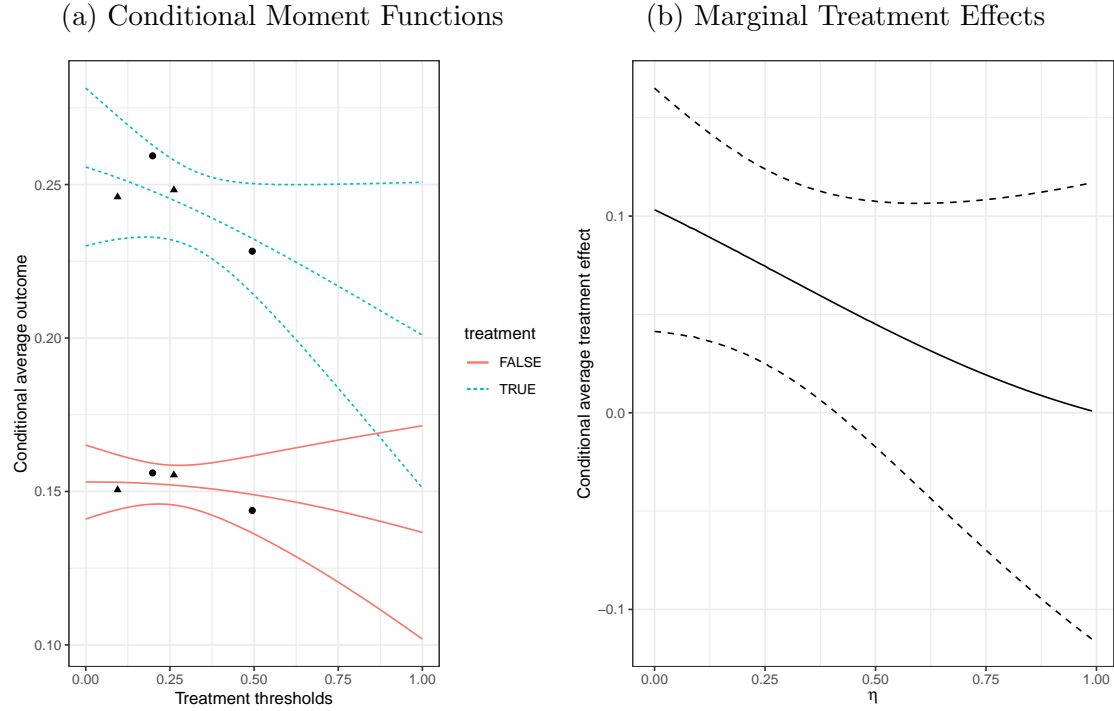 (a) Conditional Moment Functions
Conditional average outcome
0.25
0.20
0.15
0.10
0.00 0.25 0.50 0.75 1.00
Treatment thresholds
treatment
FALSE
TRUE
(b) Marginal Treatment Effects
Conditional average treatment effect
0.1
0.0
−0.1
0.00 0.25 0.50 0.75 1.00
η